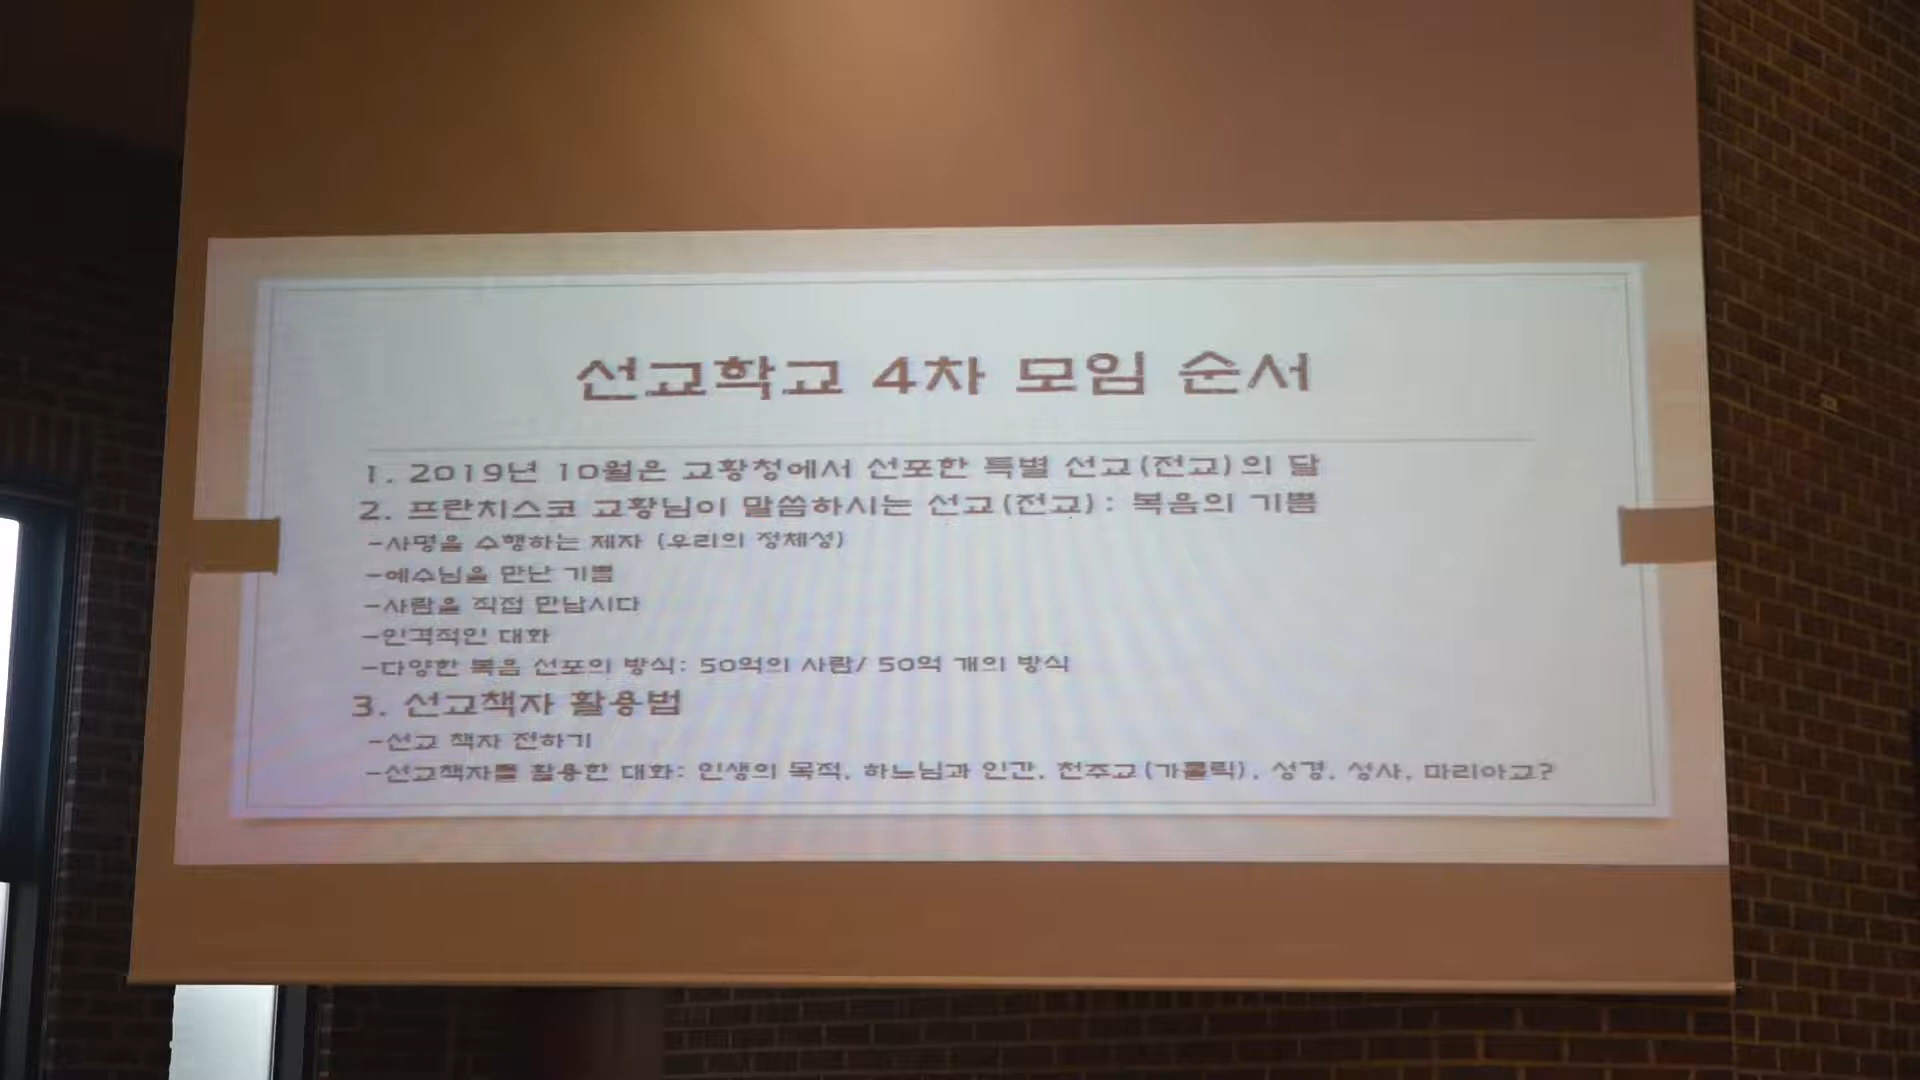 선교학교 4차 모임 순서
1. 2019년 10월은 교황청에서 선포한 특별 선교(전교)의 달
2. 프란치스코 교황님이 말씀하시는 선교(전교): 복음의 기쁨
-사명을 수행하는 제자 (우리의 정체성)
-예수님을 만난 기쁨
-사람을 직접 만납시다
-인격적인 대화
-다양한 복음 선포의 방식: 50억의 사람/ 50억 개의 방식
3. 선교책자 활용법
-선교 책자 전하기
-선교책자를 활용한 대화: 인생의 목적, 하느님과 인간, 천주교(가톨릭), 성경, 성사, 마리아교?